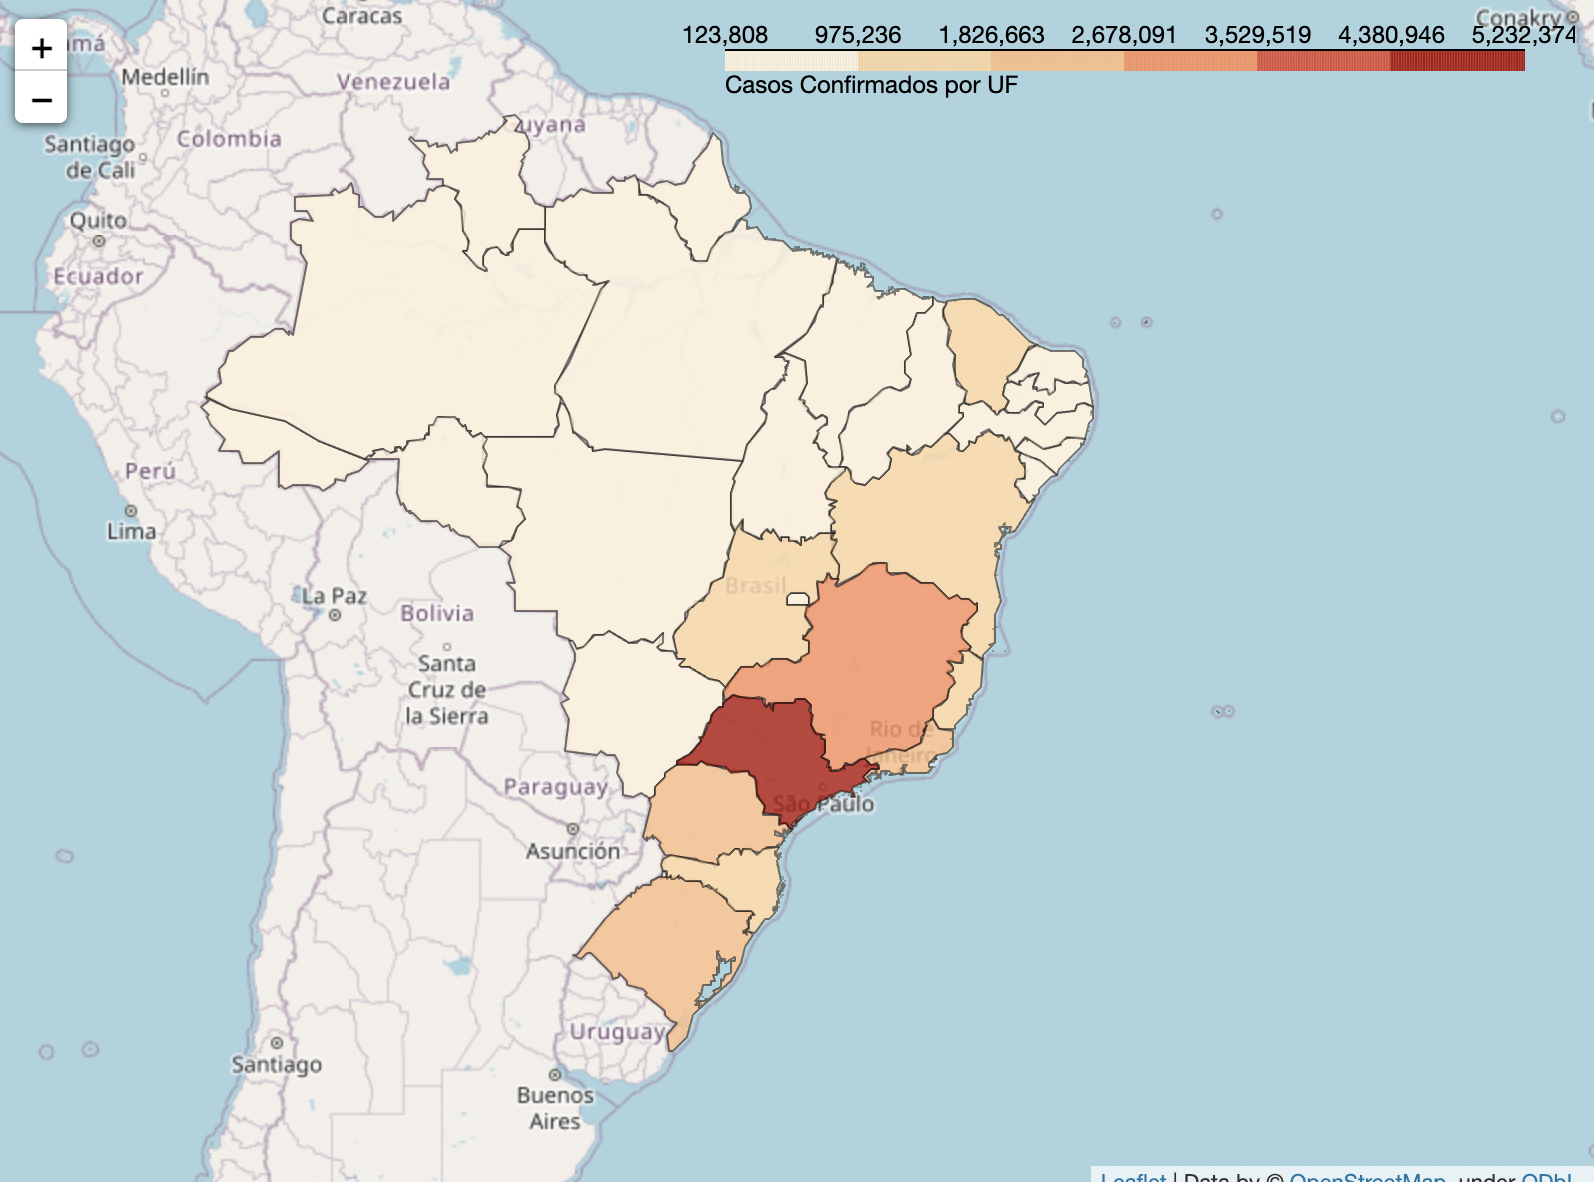 +
−
123,808 975,236 1,826,663 2,678,091 3,529,519 4,380,946 5,232,374
Casos Confirmados por UF
Caracas
Conakry
amá
Medellín
Venezuela
uyana
Colombia
Santiago
de Cali
Quito
Ecuador
Perú
Lima
Brasil
La Paz
Bolivia
Santa
Cruz de
la Sierra
Rio de
Janeiro
Paraguay
São Paulo
Asunción
Uruguay
Santiago
Buenos
Aires
Leaflet | Data by © OpenStreetMap, under ODbL